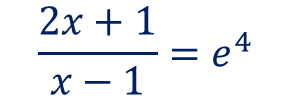 (2x + 1)/(x − 1) = e⁴